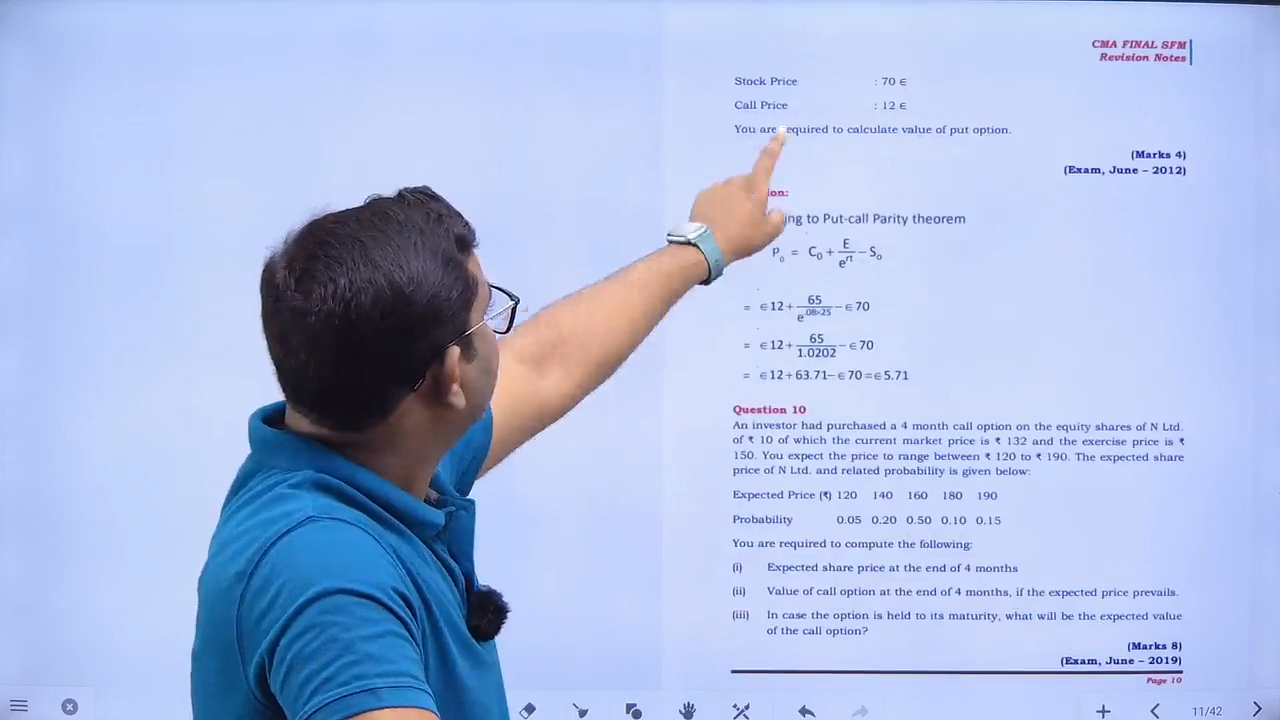 CMA FINAL SFM
Revision Notes
Stock Price : 70 €
Call Price : 12 €
You are required to calculate value of put option.
(Marks 4)
(Exam, June – 2012)
ion:
ing to Put-call Parity theorem
P₀ = C₀ + E/e^rt − S₀
= €12 + 65/e^.08×25 − €70
= €12 + 65/1.0202 − €70
= €12 + 63.71 − €70 = €5.71
Question 10
An investor had purchased a 4 month call option on the equity shares of N Ltd.
of ₹ 10 of which the current market price is ₹ 132 and the exercise price is ₹
150. You expect the price to range between ₹ 120 to ₹ 190. The expected share
price of N Ltd. and related probability is given below:
Expected Price (₹) 120 140 160 180 190
Probability 0.05 0.20 0.50 0.10 0.15
You are required to compute the following:
(i) Expected share price at the end of 4 months
(ii) Value of call option at the end of 4 months, if the expected price prevails.
(iii) In case the option is held to its maturity, what will be the expected value
of the call option?
(Marks 8)
(Exam, June – 2019)
Page 10
11/42